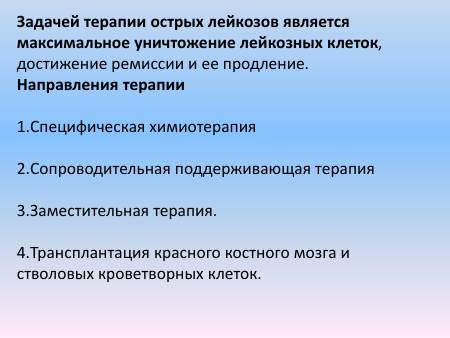 Задачей терапии острых лейкозов является
максимальное уничтожение лейкозных клеток,
достижение ремиссии и ее продление.
Направления терапии
1.Специфическая химиотерапия
2.Сопроводительная поддерживающая терапия
3.Заместительная терапия.
4.Трансплантация красного костного мозга и
стволовых кроветворных клеток.